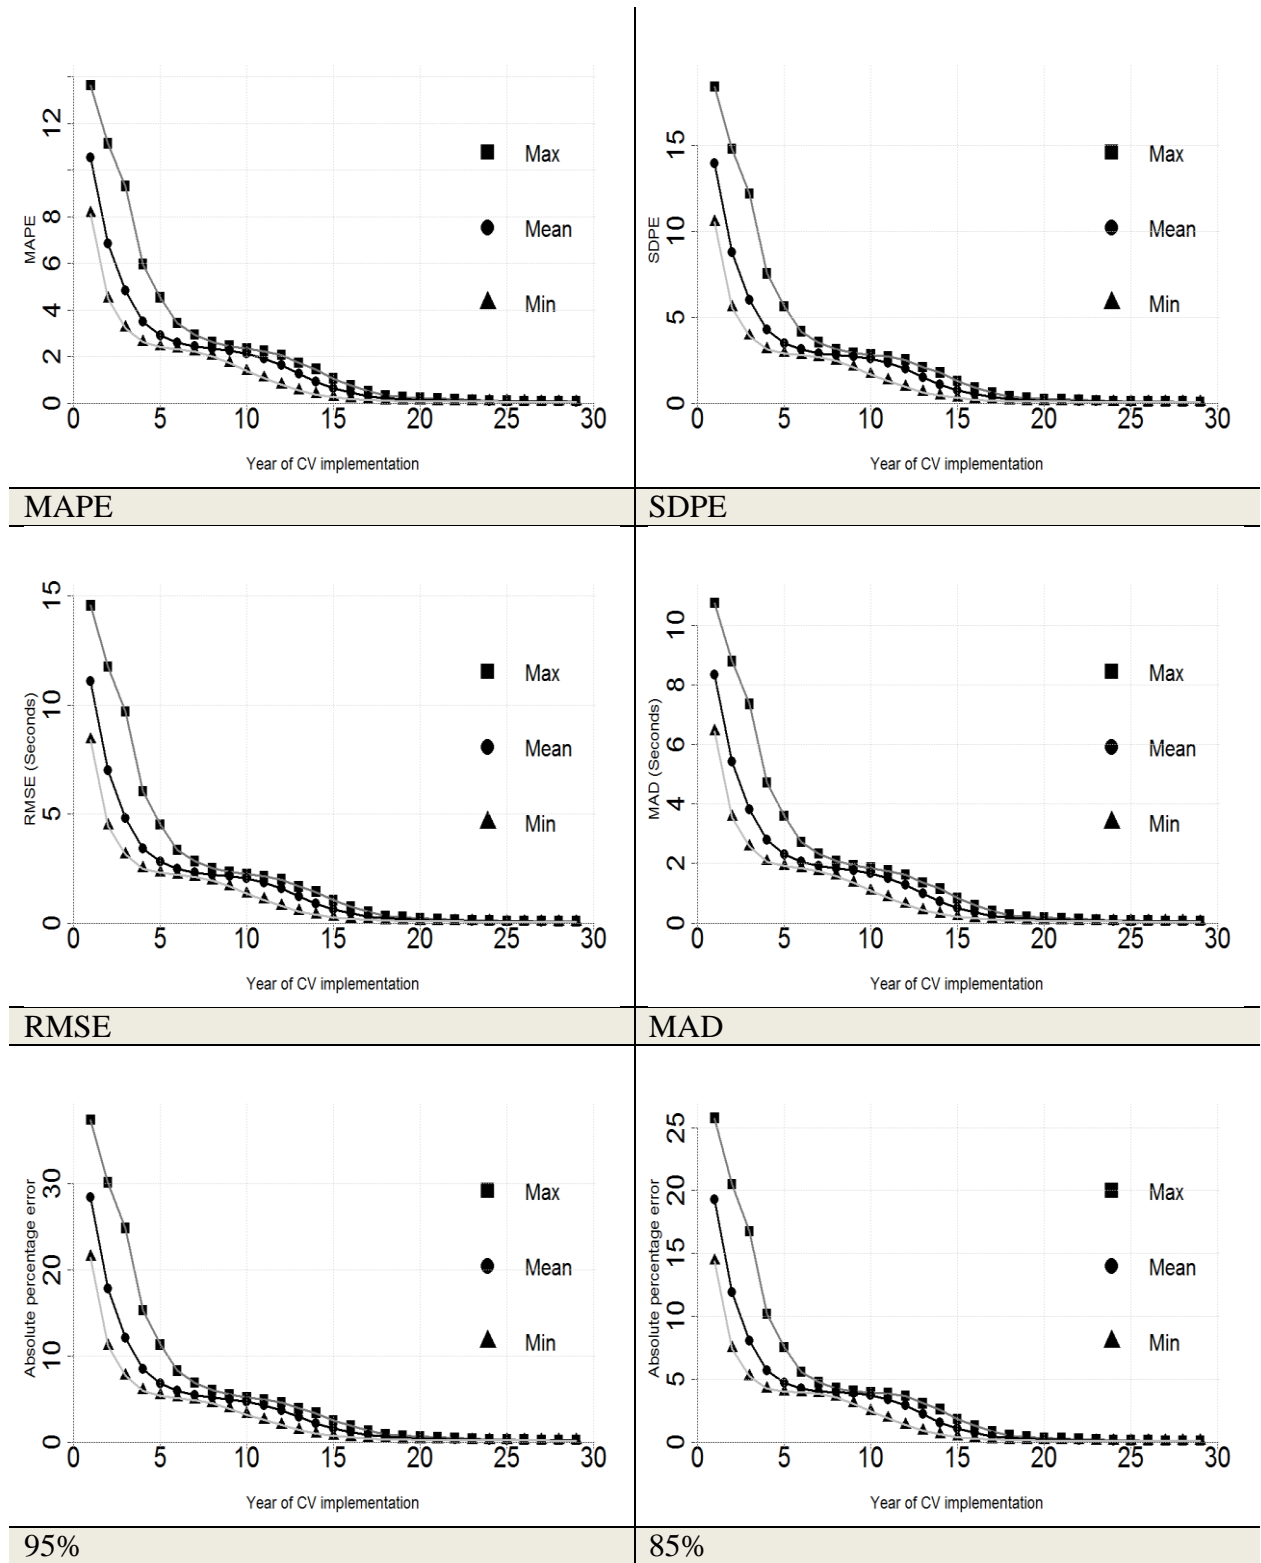 12
8
6
4
2
0
MAPE
Max
Mean
Min
0 5 10 15 20 25 30
Year of CV implementation
MAPE
15
10
5
0
SDPE
Max
Mean
Min
0 5 10 15 20 25 30
Year of CV implementation
SDPE
15
10
5
0
RMSE (Seconds)
Max
Mean
Min
0 5 10 15 20 25 30
Year of CV implementation
RMSE
10
8
6
4
2
0
MAD (Seconds)
Max
Mean
Min
0 5 10 15 20 25 30
Year of CV implementation
MAD
30
20
10
0
Absolute percentage error
Max
Mean
Min
0 5 10 15 20 25 30
Year of CV implementation
95%
25
20
15
10
5
0
Absolute percentage error
Max
Mean
Min
0 5 10 15 20 25 30
Year of CV implementation
85%